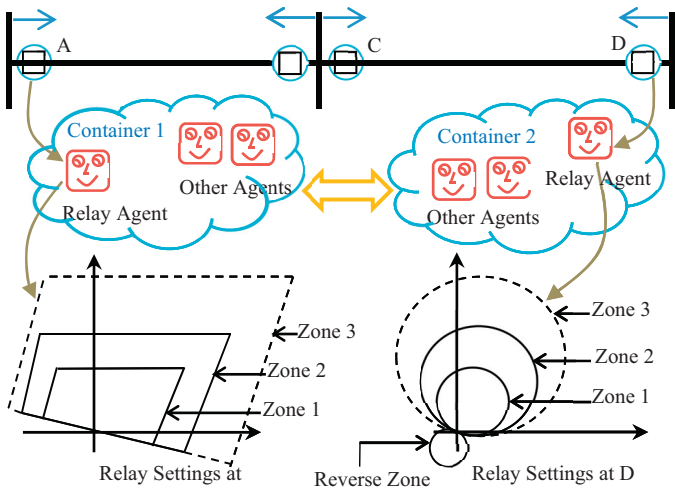 A
C
D
Container 1
Other Agents
Relay Agent
Container 2
Relay Agent
Other Agents
Zone 3
Zone 2
Zone 1
Relay Settings at
Zone 3
Zone 2
Zone 1
Reverse Zone
Relay Settings at D